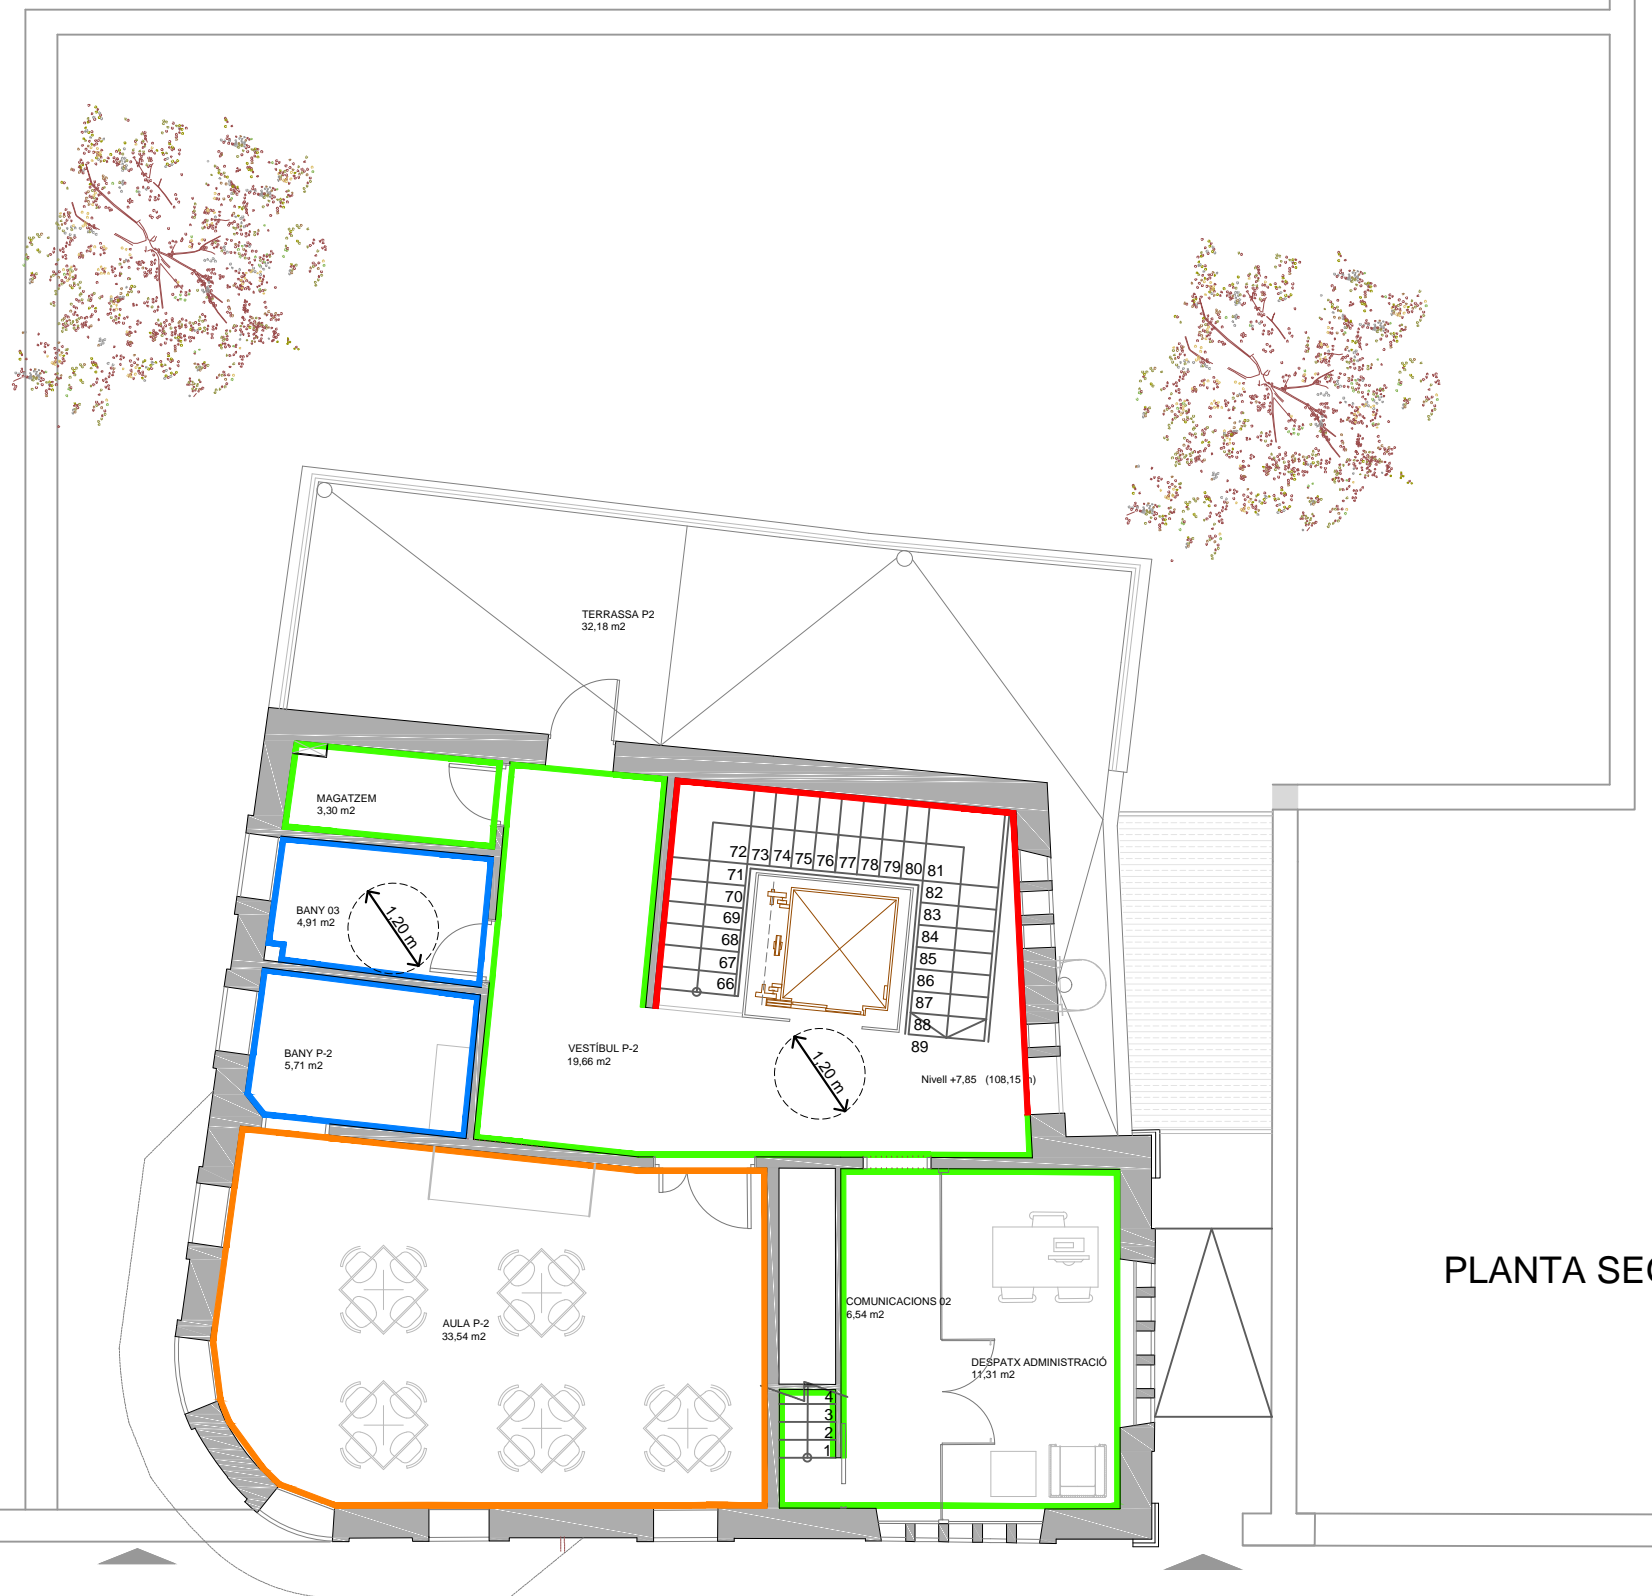 TERRASSA P2
32,18 m2
MAGATZEM
3,30 m2
72 73 74 75 76 77 78 79 80 81
71
70
69
68
67
66
82
83
84
85
86
87
88
89
BANY 03
4,91 m2
1,20 m
BANY P-2
5,71 m2
VESTÍBUL P-2
19,66 m2
1,20 m
Nivell +7,85 (108,15 m)
PLANTA SEC
COMUNICACIONS 02
6,54 m2
AULA P-2
33,54 m2
DESPATX ADMINISTRACIÓ
11,31 m2
4
3
2
1